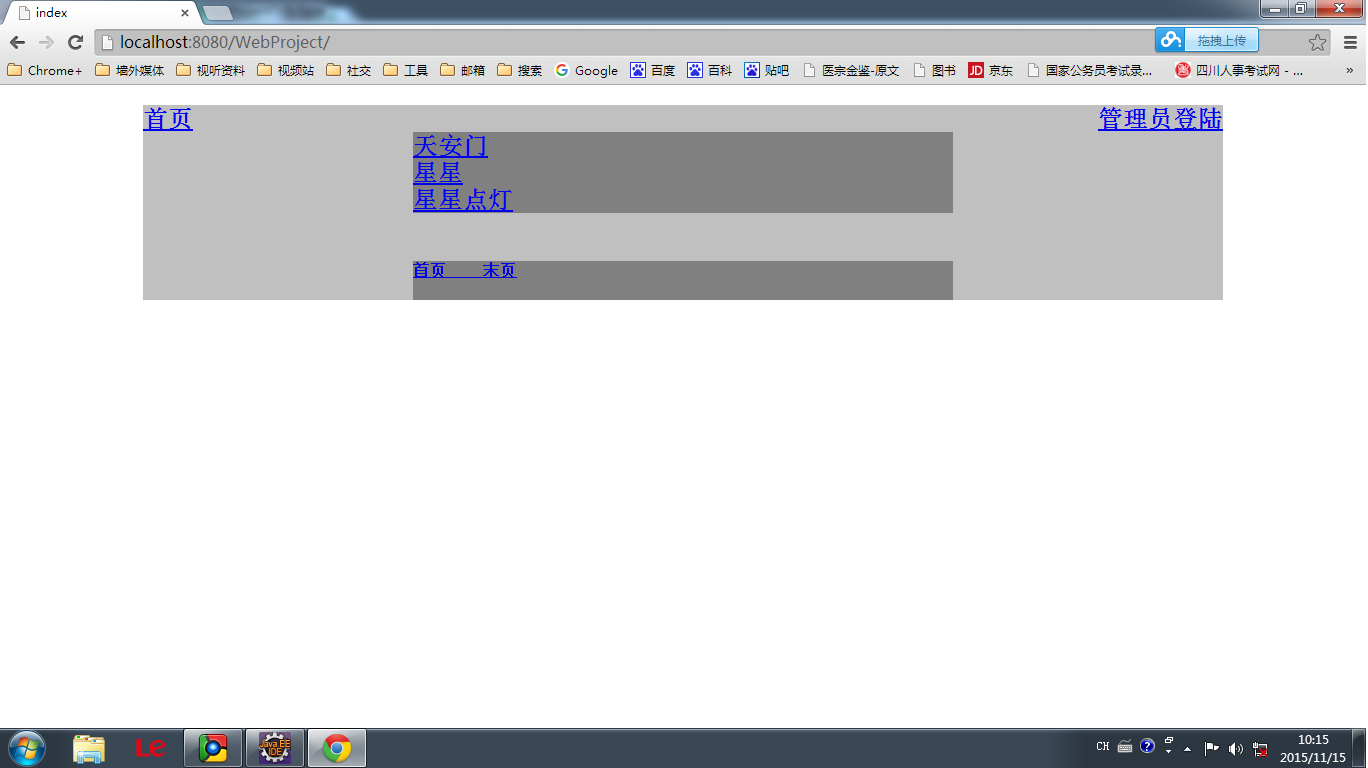 index
localhost:8080/WebProject/
拖拽上传
Chrome+ 墙外媒体 视听资料 视频站 社交 工具 邮箱 搜索 Google 百度 百科 贴吧 医宗金鉴-原文 图书 JD 京东 国家公务员考试录... 四川人事考试网 - ... »
首页 管理员登陆
天安门
星星
星星点灯
首页 末页
Le Java EE IDE CH 10:15
2015/11/15